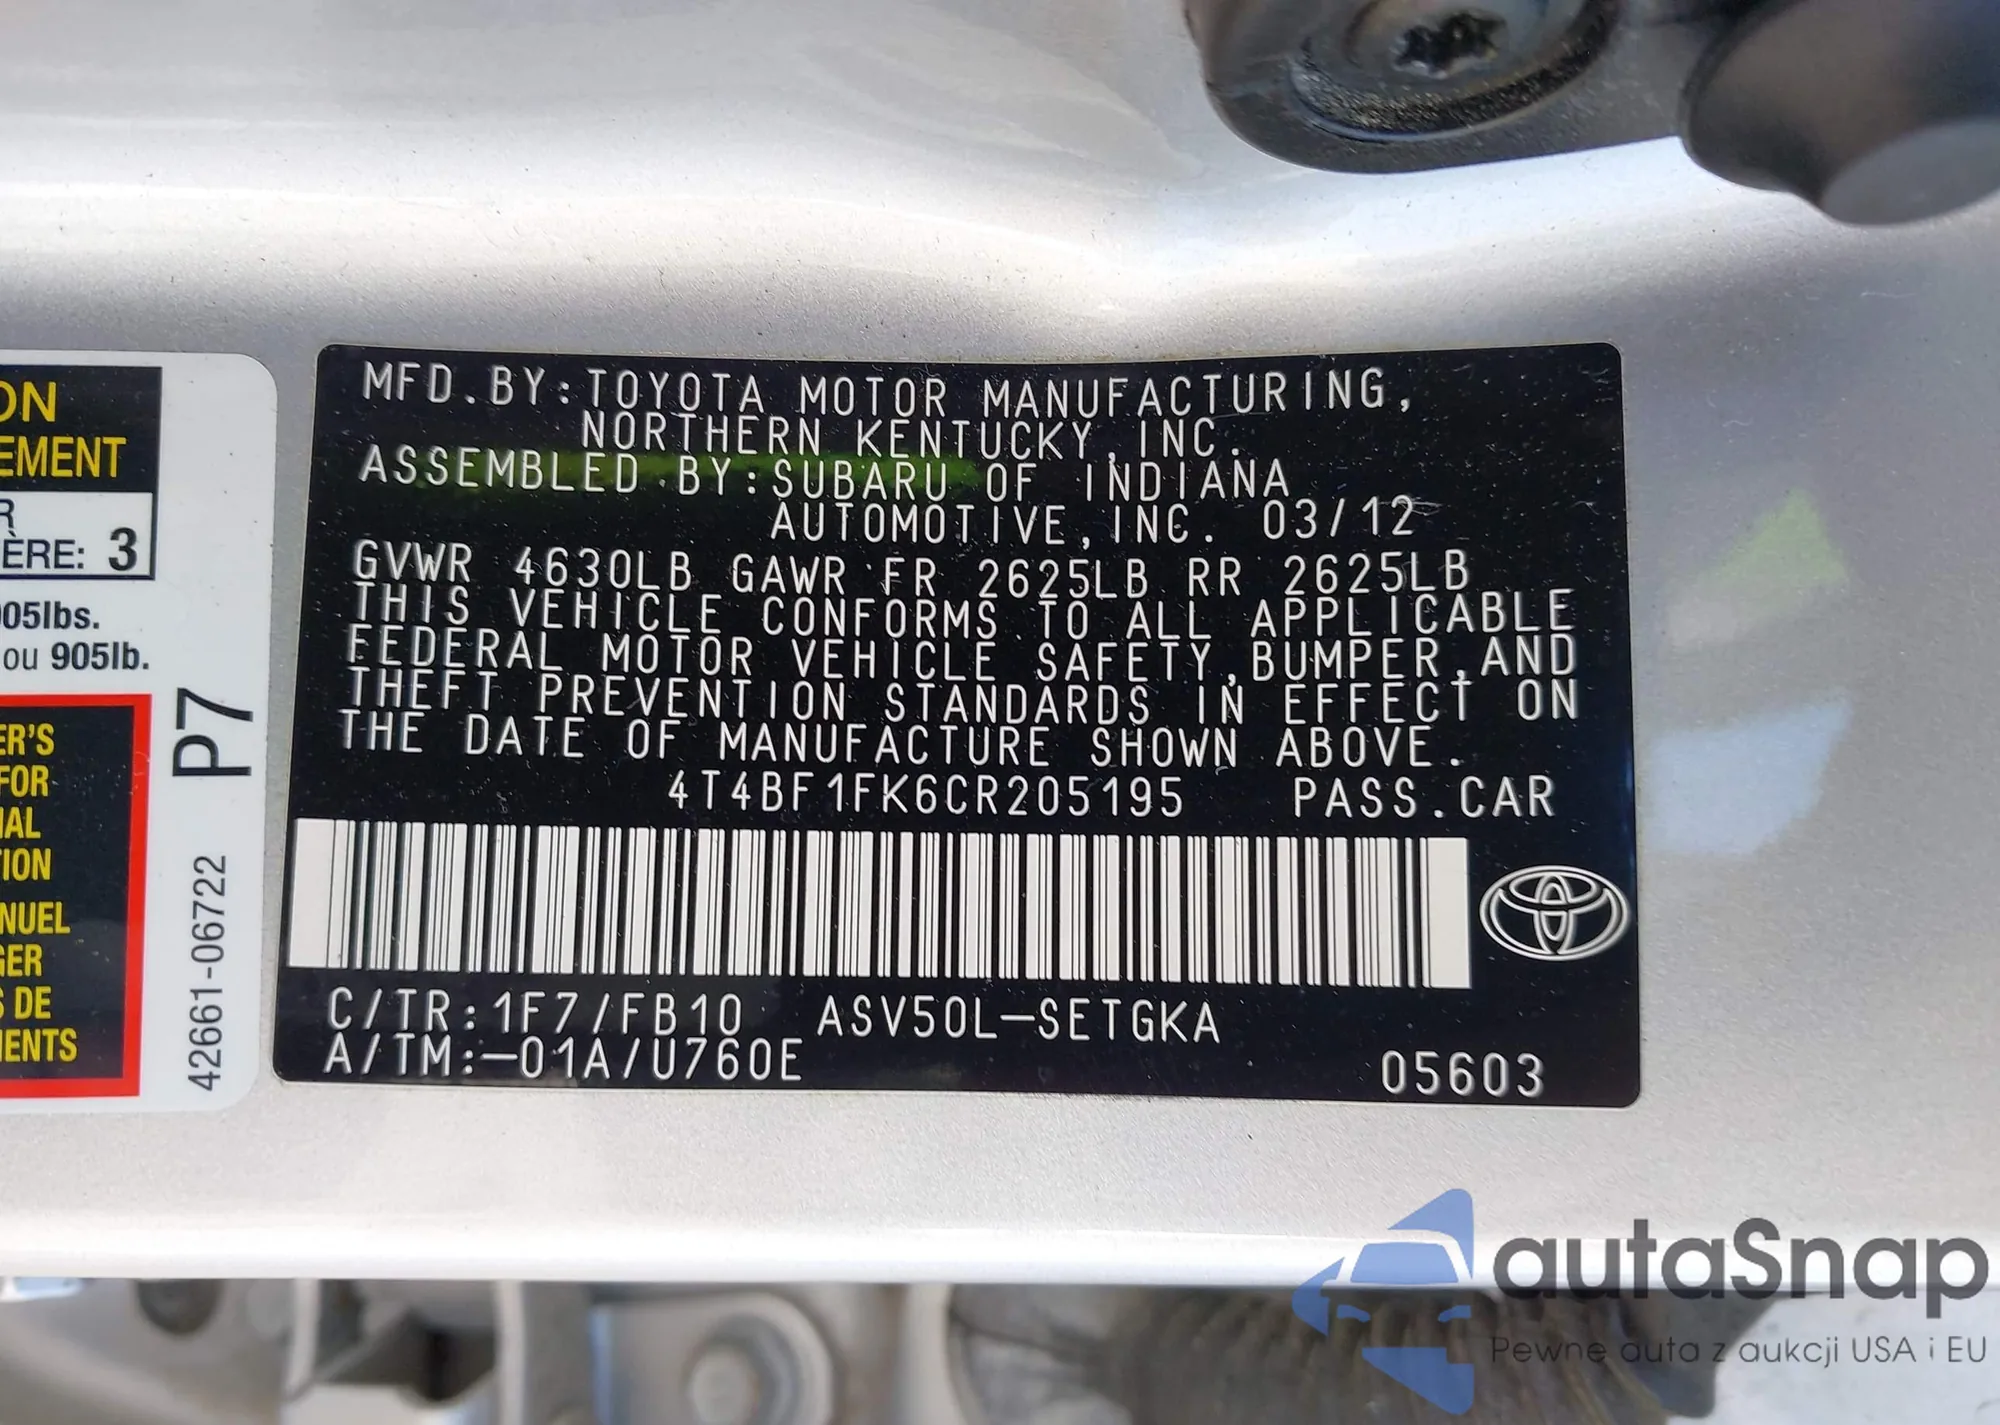 ON
EMENT
R
ÈRE: 3
905lbs.
ou 905lb.
ER'S
FOR
NAL
TION
NUEL
GER
S DE
MENTS
P7
42661-06722
MFD.BY:TOYOTA MOTOR MANUFACTURING,
NORTHERN KENTUCKY,INC.
ASSEMBLED BY:SUBARU OF INDIANA
AUTOMOTIVE,INC. 03/12
GVWR 4630LB GAWR FR 2625LB RR 2625LB
THIS VEHICLE CONFORMS TO ALL APPLICABLE
FEDERAL MOTOR VEHICLE SAFETY,BUMPER,AND
THEFT PREVENTION STANDARDS IN EFFECT ON
THE DATE OF MANUFACTURE SHOWN ABOVE.
4T4BF1FK6CR205195 PASS.CAR
C/TR:1F7/FB10 ASV50L-SETGKA
A/TM:-01A/U760E
05603
autaSnap
Pewne auta z aukcji USA i EU